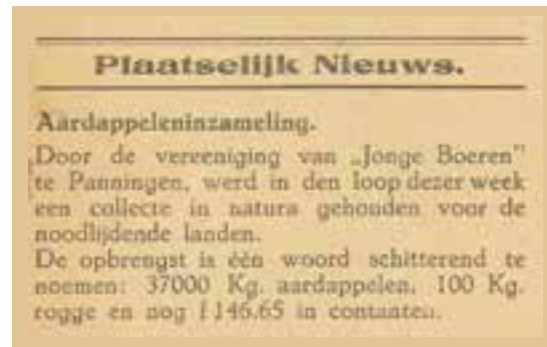 Plaatselijk Nieuws.
Aardappeleninzameling.
Door de vereeniging van „Jonge Boeren”
te Panningen, werd in den loop dezer week
een collecte in natura gehouden voor de
noodlijdende landen.
De opbrengst is één woord schitterend te
noemen: 37000 Kg. aardappelen, 100 Kg.
rogge en nog f 146.65 in contanten.